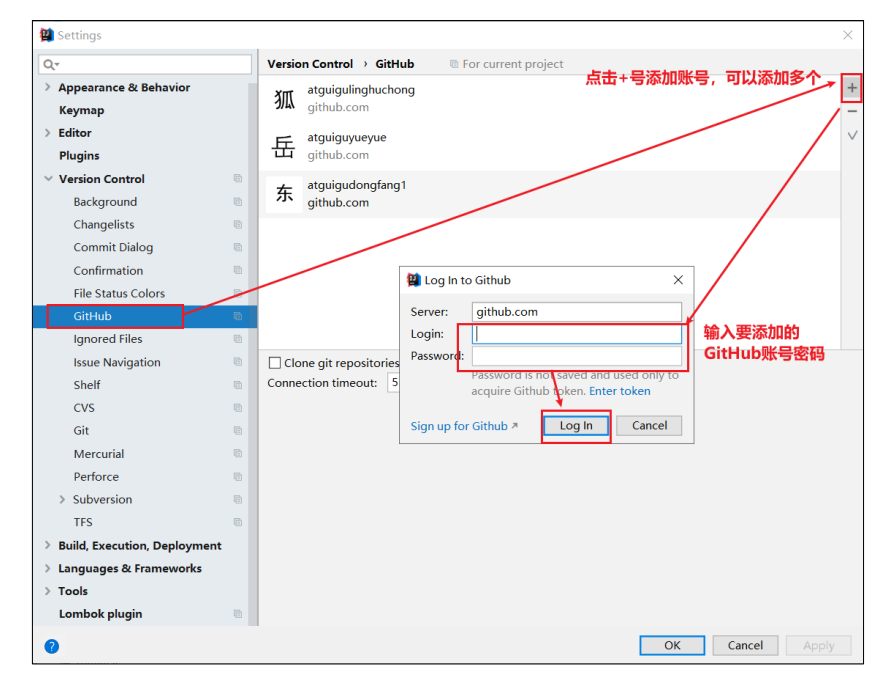 Settings
Version Control › GitHub
For current project
点击+号添加账号，可以添加多个
Appearance & Behavior
Keymap
Editor
Plugins
Version Control
Background
Changelists
Commit Dialog
Confirmation
File Status Colors
GitHub
Ignored Files
Issue Navigation
Shelf
CVS
Git
Mercurial
Perforce
Subversion
TFS
Build, Execution, Deployment
Languages & Frameworks
Tools
Lombok plugin
狐
atguigulinghuchong
github.com
岳
atguiguyueyue
github.com
东
atguigudongfang1
github.com
Clone git repositories
Connection timeout: 5
Log In to Github
Server: github.com
Login:
Password:
Password is not saved and used only to
acquire Github token. Enter token
Sign up for Github
Log In
Cancel
输入要添加的
GitHub账号密码
?
OK
Cancel
Apply